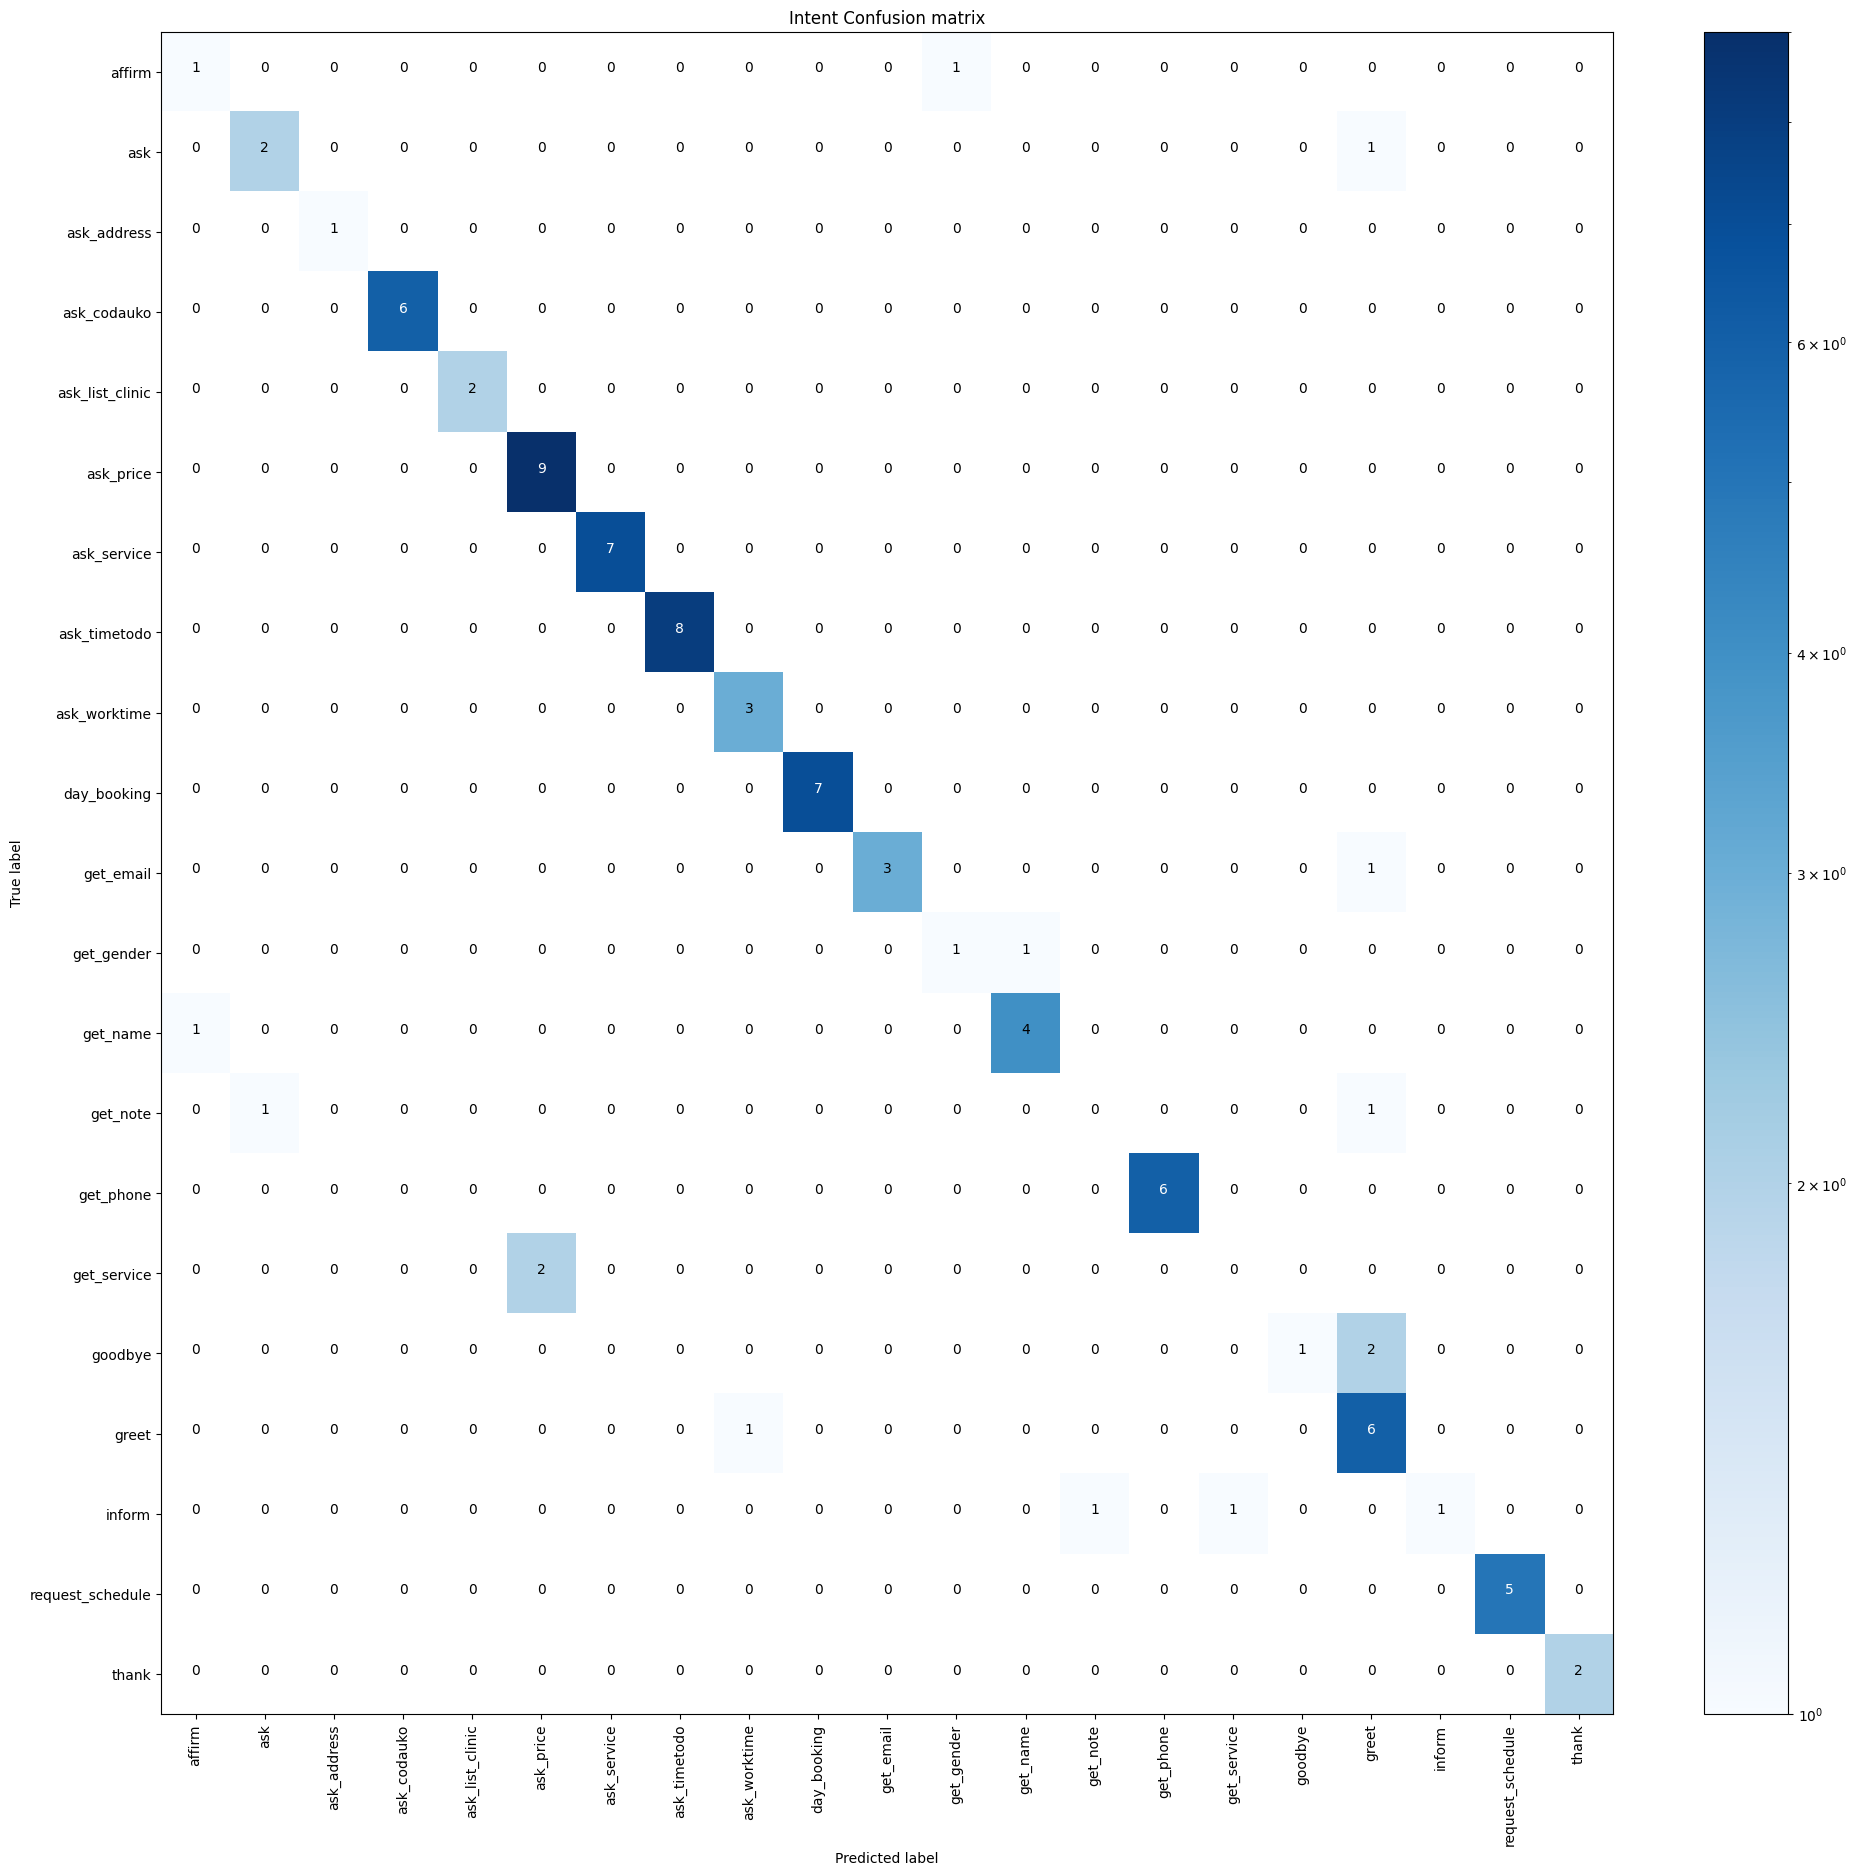 Intent Confusion matrix
affirm 1 0 0 0 0 0 0 0 0 0 0 1 0 0 0 0 0 0 0 0 0
ask 0 2 0 0 0 0 0 0 0 0 0 0 0 0 0 0 0 1 0 0 0
ask_address 0 0 1 0 0 0 0 0 0 0 0 0 0 0 0 0 0 0 0 0 0
ask_codauko 0 0 0 6 0 0 0 0 0 0 0 0 0 0 0 0 0 0 0 0 0
ask_list_clinic 0 0 0 0 2 0 0 0 0 0 0 0 0 0 0 0 0 0 0 0 0
ask_price 0 0 0 0 0 9 0 0 0 0 0 0 0 0 0 0 0 0 0 0 0
ask_service 0 0 0 0 0 0 7 0 0 0 0 0 0 0 0 0 0 0 0 0 0
ask_timetodo 0 0 0 0 0 0 0 8 0 0 0 0 0 0 0 0 0 0 0 0 0
ask_worktime 0 0 0 0 0 0 0 0 3 0 0 0 0 0 0 0 0 0 0 0 0
day_booking 0 0 0 0 0 0 0 0 0 7 0 0 0 0 0 0 0 0 0 0 0
get_email 0 0 0 0 0 0 0 0 0 0 3 0 0 0 0 0 0 1 0 0 0
get_gender 0 0 0 0 0 0 0 0 0 0 0 1 1 0 0 0 0 0 0 0 0
get_name 1 0 0 0 0 0 0 0 0 0 0 0 4 0 0 0 0 0 0 0 0
get_note 0 1 0 0 0 0 0 0 0 0 0 0 0 0 0 0 0 1 0 0 0
get_phone 0 0 0 0 0 0 0 0 0 0 0 0 0 0 6 0 0 0 0 0 0
get_service 0 0 0 0 0 2 0 0 0 0 0 0 0 0 0 0 0 0 0 0 0
goodbye 0 0 0 0 0 0 0 0 0 0 0 0 0 0 0 0 1 2 0 0 0
greet 0 0 0 0 0 0 0 0 1 0 0 0 0 0 0 0 0 6 0 0 0
inform 0 0 0 0 0 0 0 0 0 0 0 0 0 1 0 1 0 0 1 0 0
request_schedule 0 0 0 0 0 0 0 0 0 0 0 0 0 0 0 0 0 0 0 5 0
thank 0 0 0 0 0 0 0 0 0 0 0 0 0 0 0 0 0 0 0 0 2
True label
affirm
ask
ask_address
ask_codauko
ask_list_clinic
ask_price
ask_service
ask_timetodo
ask_worktime
day_booking
get_email
get_gender
get_name
get_note
get_phone
get_service
goodbye
greet
inform
request_schedule
thank
Predicted label
6 × 10⁰
4 × 10⁰
3 × 10⁰
2 × 10⁰
10⁰